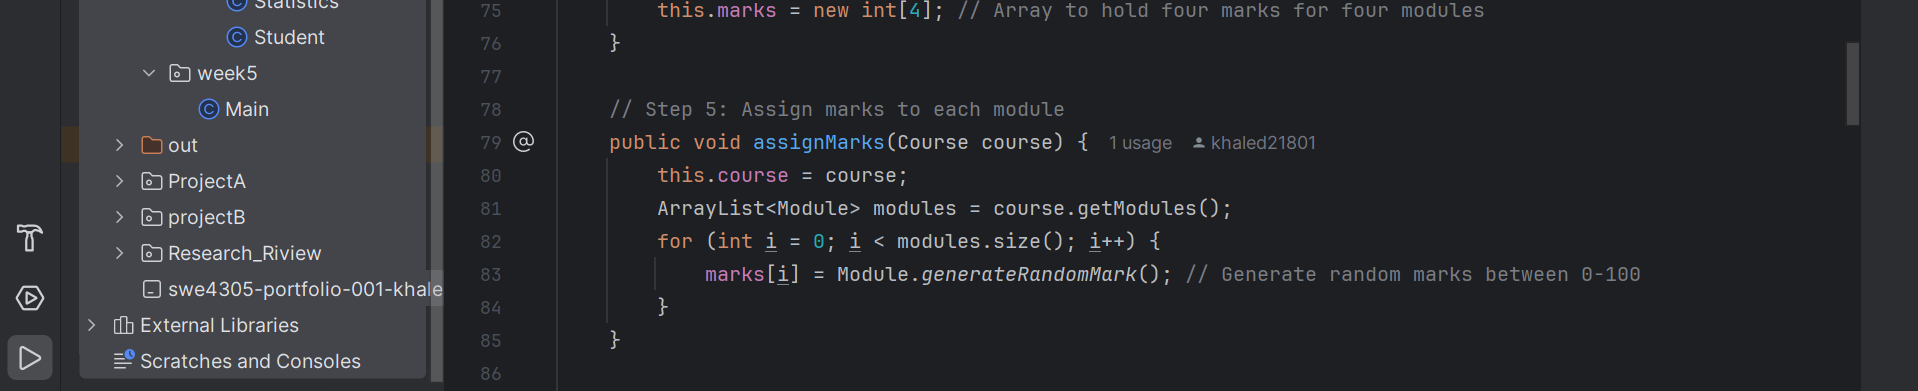 Statistics
Student
week5
Main
out
ProjectA
projectB
Research_Riview
swe4305-portfolio-001-khale
External Libraries
Scratches and Consoles
75 this.marks = new int[4]; // Array to hold four marks for four modules
76 }
77
78 // Step 5: Assign marks to each module
79 @ public void assignMarks(Course course) { 1 usage khaled21801
80 this.course = course;
81 ArrayList<Module> modules = course.getModules();
82 for (int i = 0; i < modules.size(); i++) {
83 marks[i] = Module.generateRandomMark(); // Generate random marks between 0-100
84 }
85 }
86